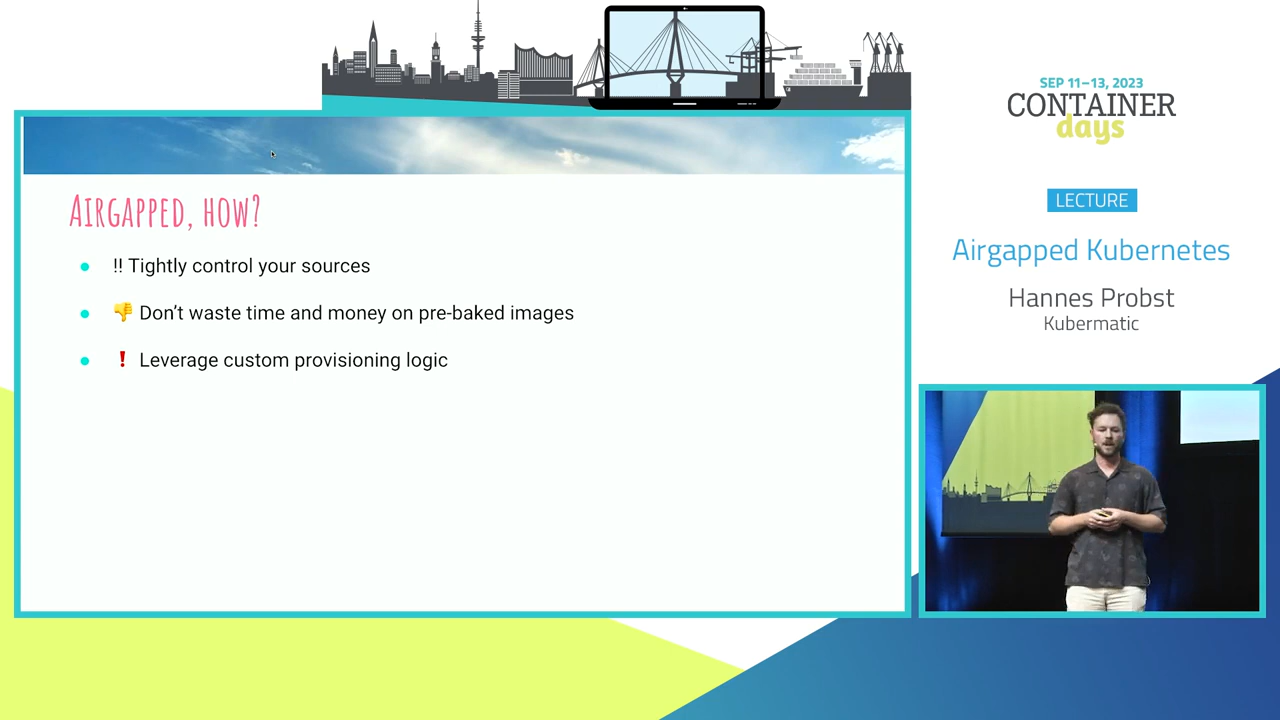 SEP 11–13, 2023
CONTAINER
days
LECTURE
Airgapped Kubernetes
Hannes Probst
Kubermatic
AIRGAPPED, HOW?
• ‼ Tightly control your sources
• 👎 Don’t waste time and money on pre-baked images
• ❗ Leverage custom provisioning logic